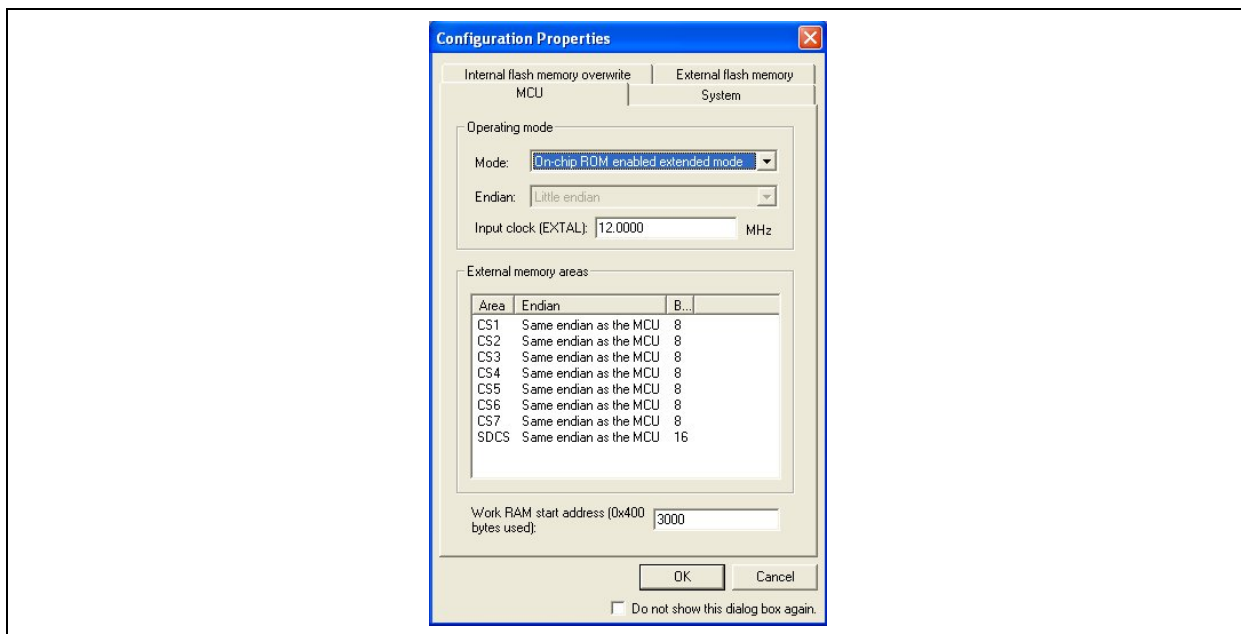 Configuration Properties
Internal flash memory overwrite External flash memory
MCU System
Operating mode
Mode: On-chip ROM enabled extended mode
Endian: Little endian
Input clock (EXTAL): 12.0000 MHz
External memory areas
Area Endian B...
CS1 Same endian as the MCU 8
CS2 Same endian as the MCU 8
CS3 Same endian as the MCU 8
CS4 Same endian as the MCU 8
CS5 Same endian as the MCU 8
CS6 Same endian as the MCU 8
CS7 Same endian as the MCU 8
SDCS Same endian as the MCU 16
Work RAM start address (0x400
bytes used): 3000
OK Cancel
Do not show this dialog box again.